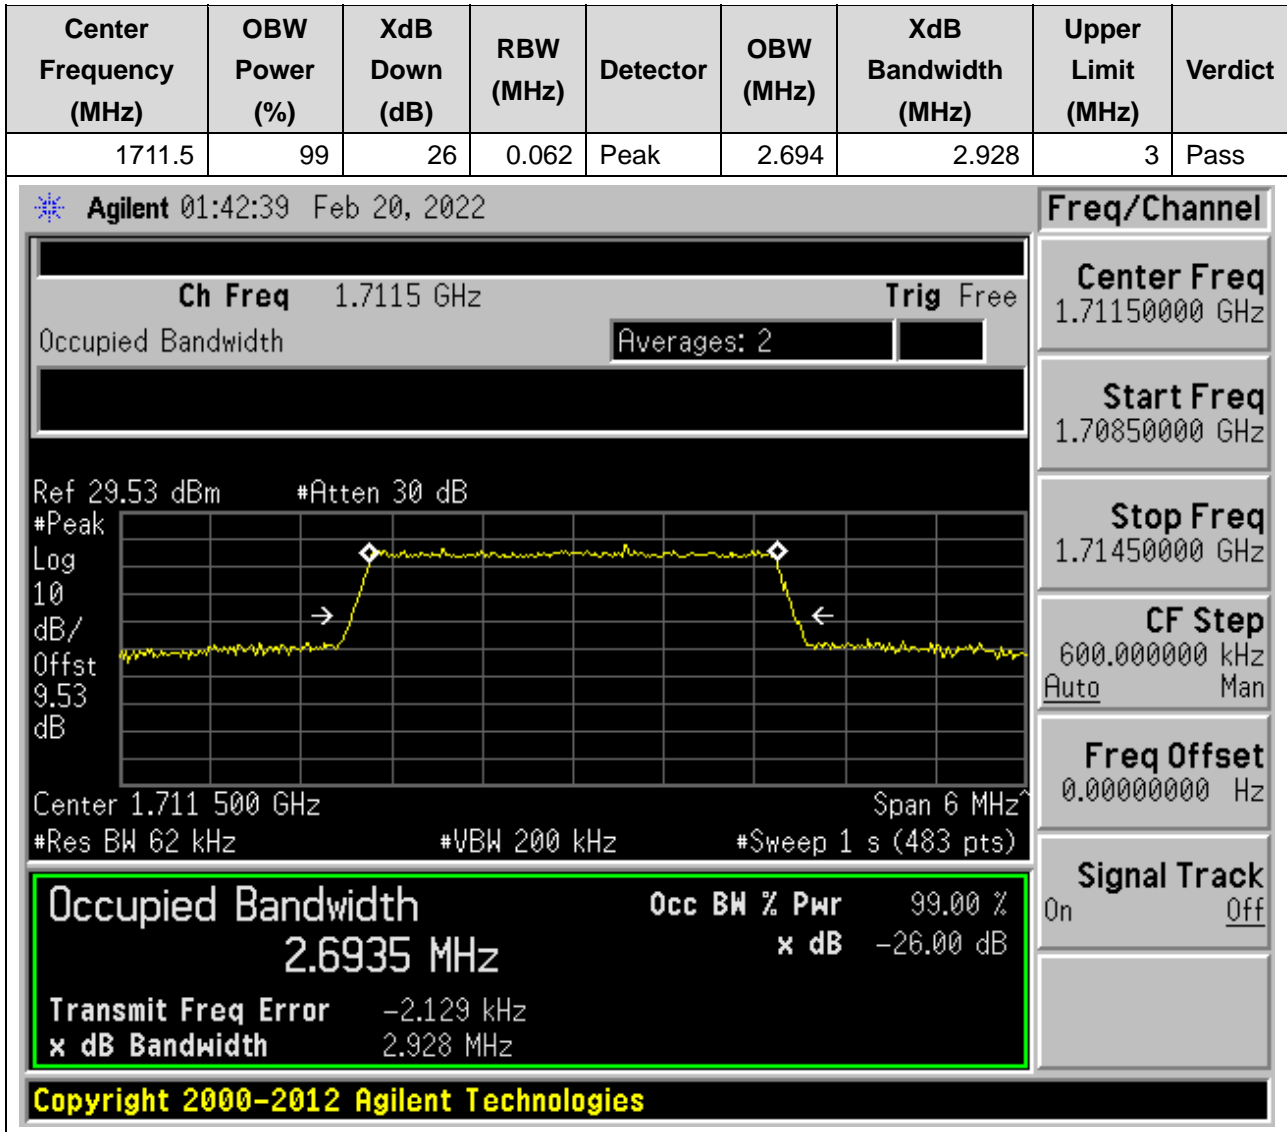 Center Frequency (MHz) OBW Power (%) XdB Down (dB) RBW (MHz) Detector OBW (MHz) XdB Bandwidth (MHz) Upper Limit (MHz) Verdict
1711.5 99 26 0.062 Peak 2.694 2.928 3 Pass
Agilent 01:42:39 Feb 20, 2022
Freq/Channel
Ch Freq 1.7115 GHz Trig Free
Occupied Bandwidth Averages: 2
Ref 29.53 dBm #Atten 30 dB
#Peak
Log
10
dB/
Offst
9.53
dB
Center 1.711 500 GHz Span 6 MHz^
#Res BW 62 kHz #VBW 200 kHz #Sweep 1 s (483 pts)
Occupied Bandwidth Occ BW % Pwr 99.00 %
2.6935 MHz x dB -26.00 dB
Transmit Freq Error -2.129 kHz
x dB Bandwidth 2.928 MHz
Center Freq
1.71150000 GHz
Start Freq
1.70850000 GHz
Stop Freq
1.71450000 GHz
CF Step
600.000000 kHz
Auto Man
Freq Offset
0.00000000 Hz
Signal Track
On Off
Copyright 2000-2012 Agilent Technologies